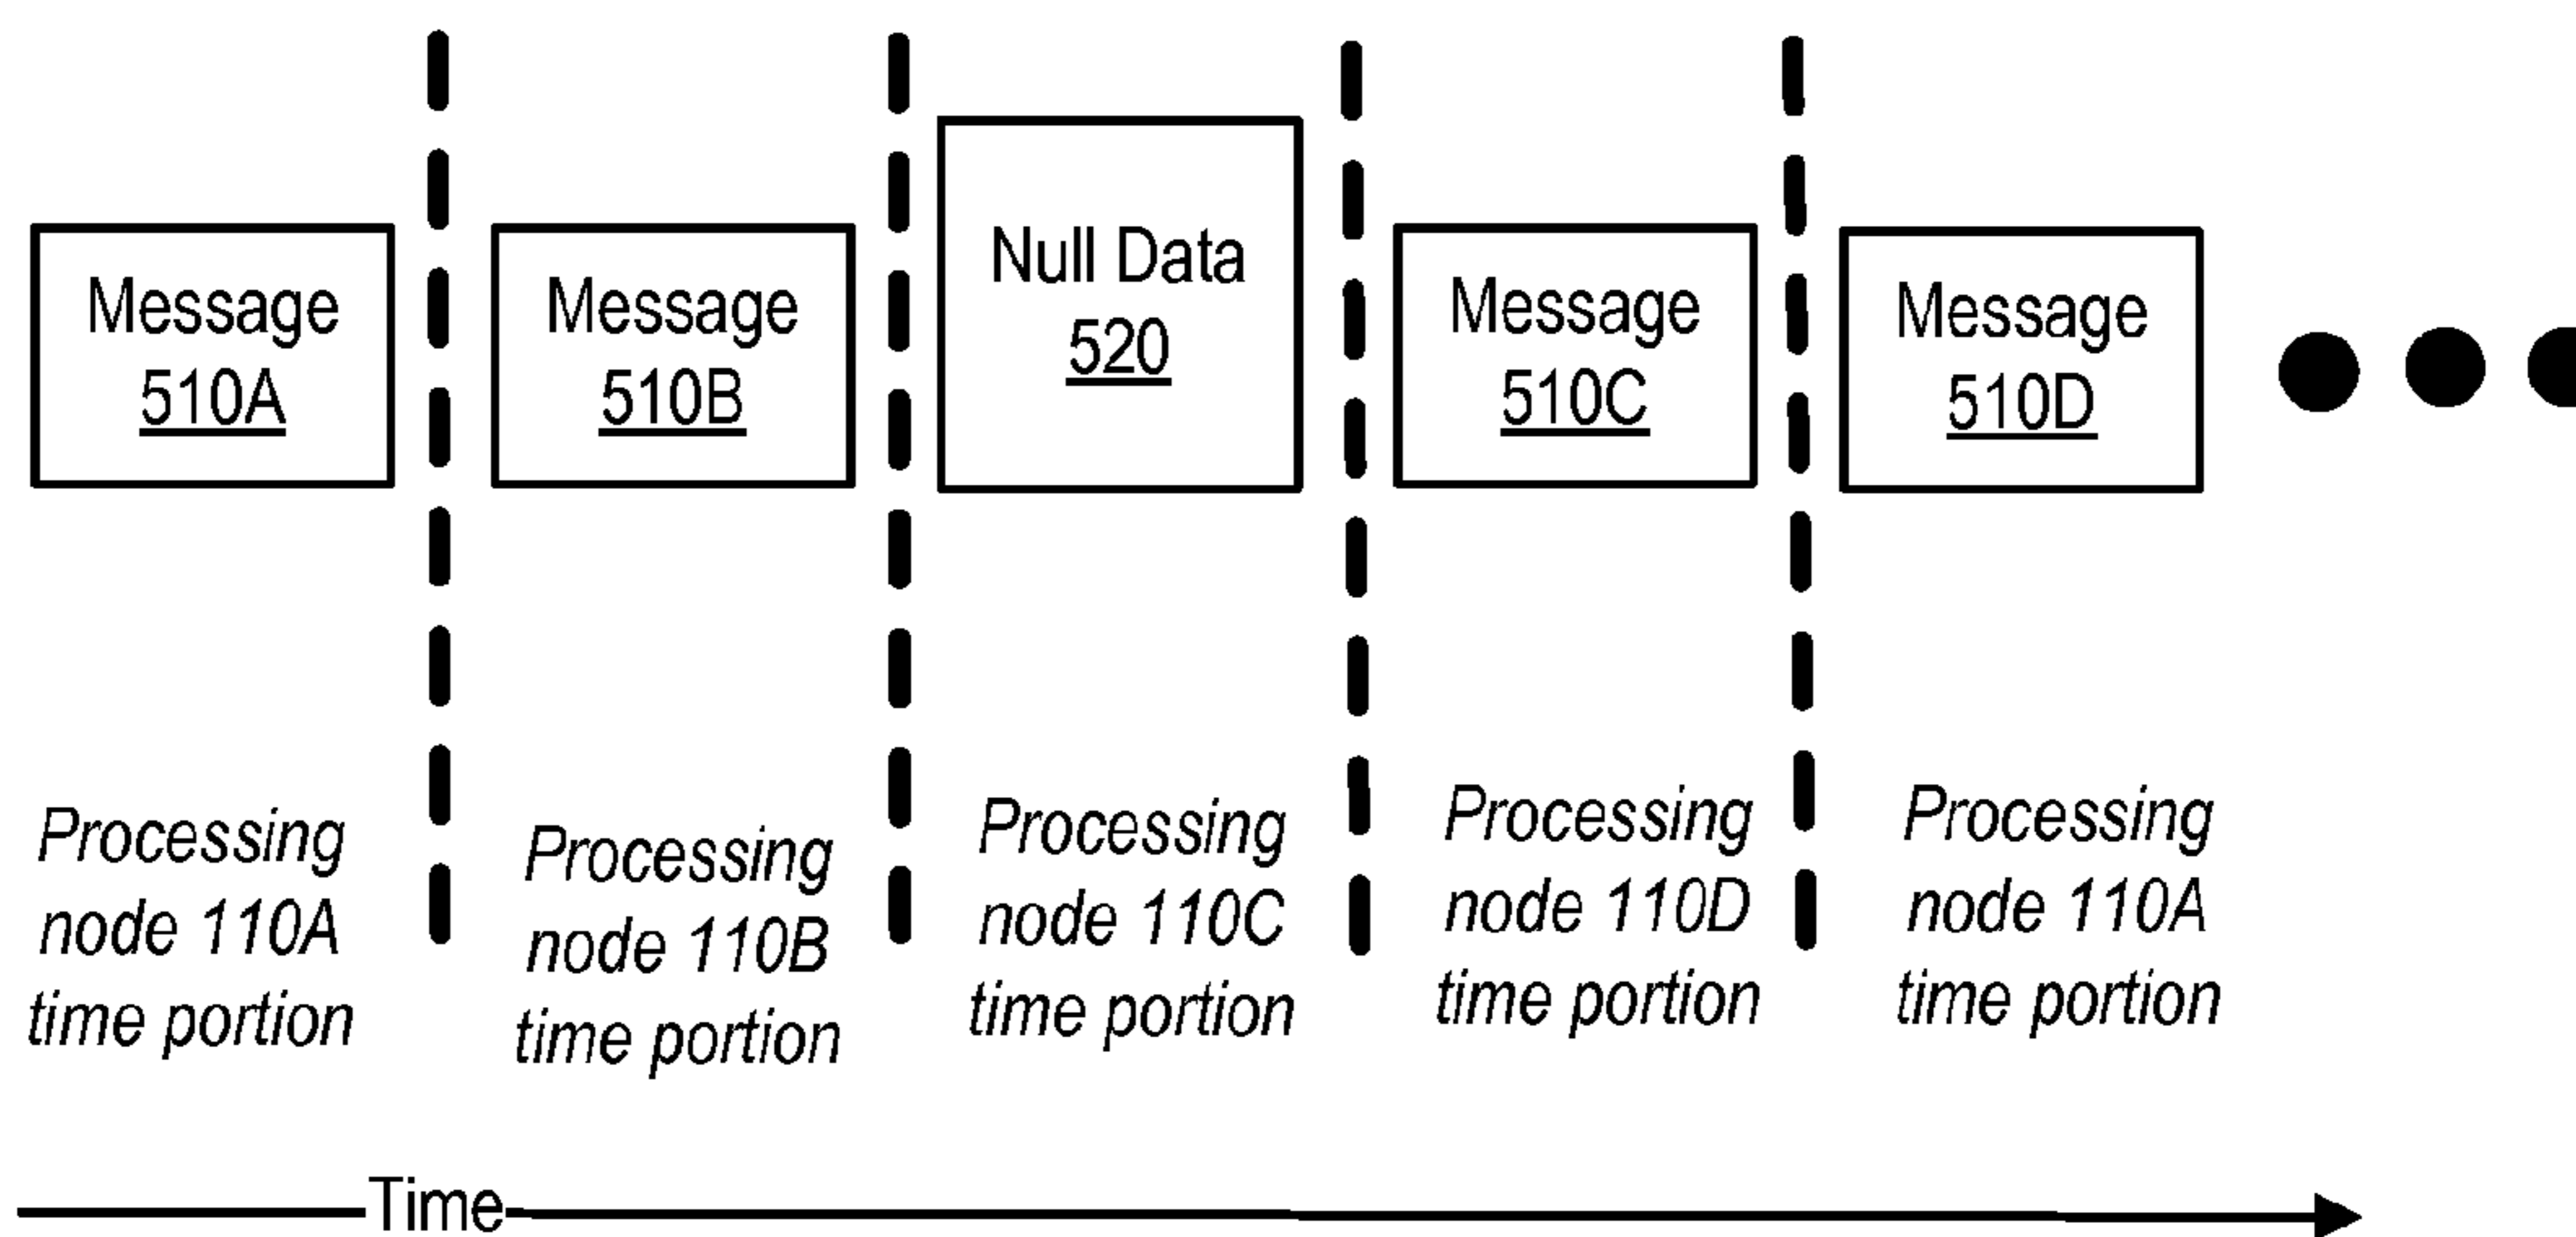 Message
510A
Message
510B
Null Data
520
Message
510C
Message
510D
Processing
node 110A
time portion
Processing
node 110B
time portion
Processing
node 110C
time portion
Processing
node 110D
time portion
Processing
node 110A
time portion
Time